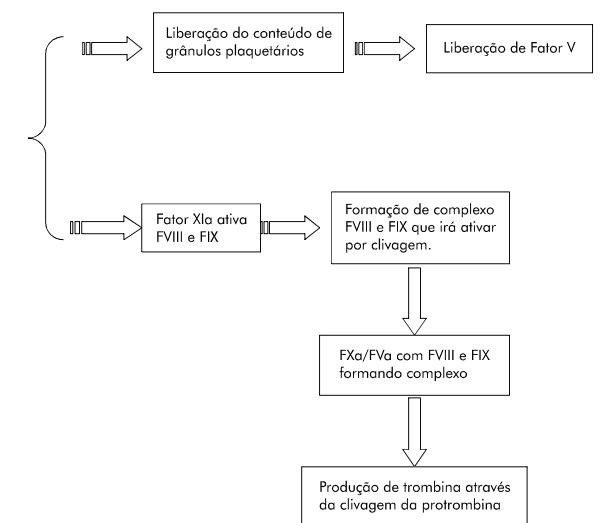 Liberação do conteúdo de
grânulos plaquetários
Liberação de Fator V
Fator XIa ativa
FVIII e FIX
Formação de complexo
FVIII e FIX que irá ativar
por clivagem.
FXa/FVa com FVIII e FIX
formando complexo
Produção de trombina através
da clivagem da protrombina